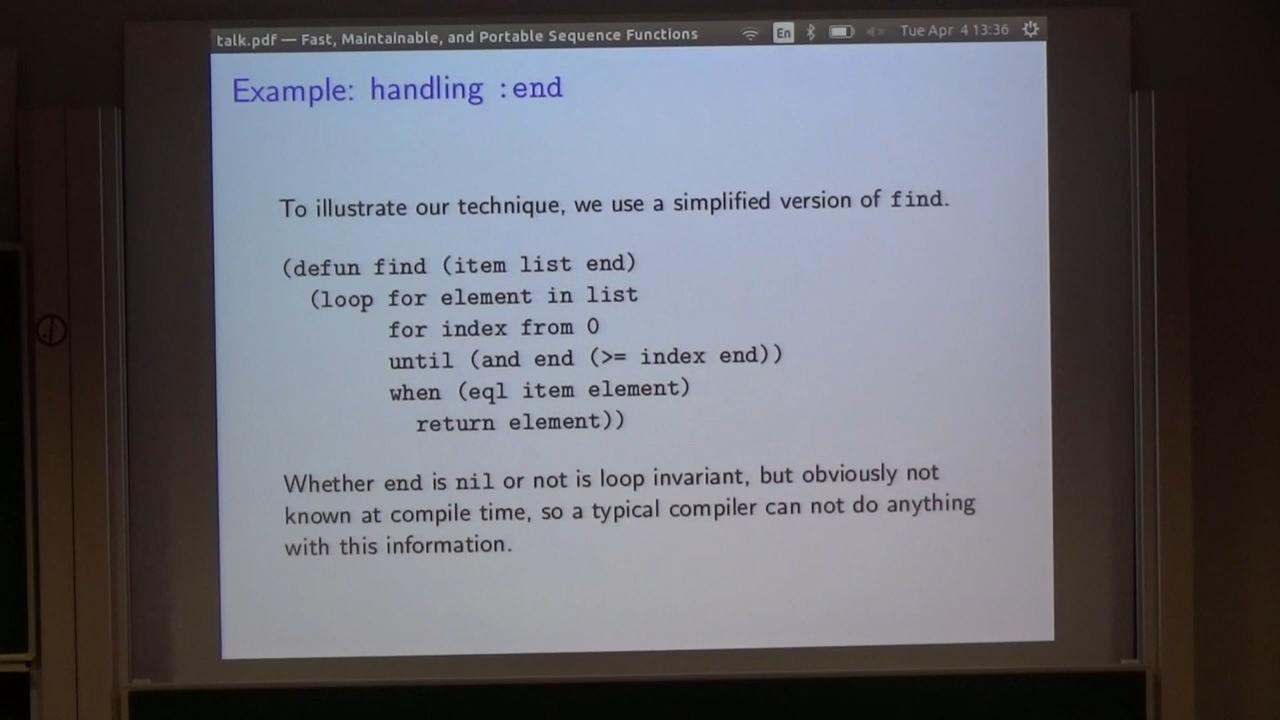 talk.pdf — Fast, Maintainable, and Portable Sequence Functions En Tue Apr 4 13:36
Example: handling :end
To illustrate our technique, we use a simplified version of find.
(defun find (item list end)
(loop for element in list
for index from 0
until (and end (>= index end))
when (eql item element)
return element))
Whether end is nil or not is loop invariant, but obviously not
known at compile time, so a typical compiler can not do anything
with this information.